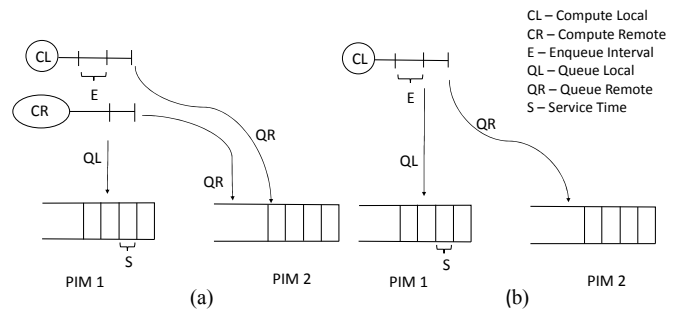 CL – Compute Local
CR – Compute Remote
E – Enqueue Interval
QL – Queue Local
QR – Queue Remote
S – Service Time
CL
E
CR
QL
QR
QR
S
PIM 1
PIM 2
(a)
CL
E
QR
QL
S
PIM 1
PIM 2
(b)